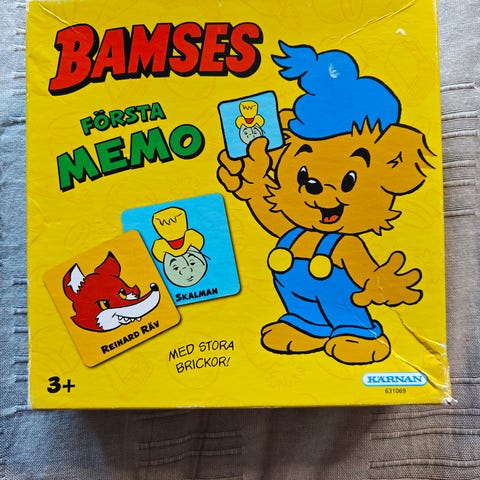 BAMSES
FÖRSTA
MEMO
SKALMAN
REINARD RÄV
MED STORA
BRICKOR!
3+
KÄRNAN
631069